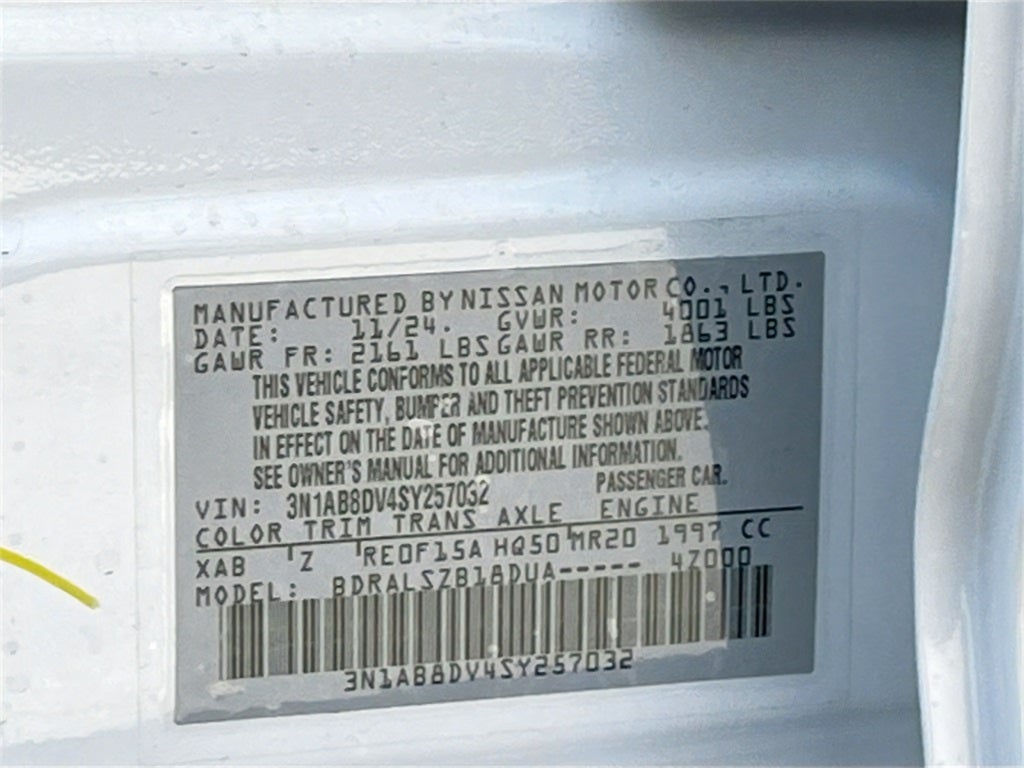 MANUFACTURED BY NISSAN MOTOR CO., LTD.
DATE: 11/24. GVWR: 4001 LBS
GAWR FR: 2161 LBS GAWR RR: 1863 LBS
THIS VEHICLE CONFORMS TO ALL APPLICABLE FEDERAL MOTOR
VEHICLE SAFETY, BUMPER AND THEFT PREVENTION STANDARDS
IN EFFECT ON THE DATE OF MANUFACTURE SHOWN ABOVE.
SEE OWNER'S MANUAL FOR ADDITIONAL INFORMATION.
VIN: 3N1AB8DV4SY257032 PASSENGER CAR.
COLOR TRIM TRANS AXLE ENGINE
XAB Z RE0F15A HQ50 MR20 1997 CC
MODEL: BDRALSZB18DUA----- 4Z000
3N1AB8DV4SY257032